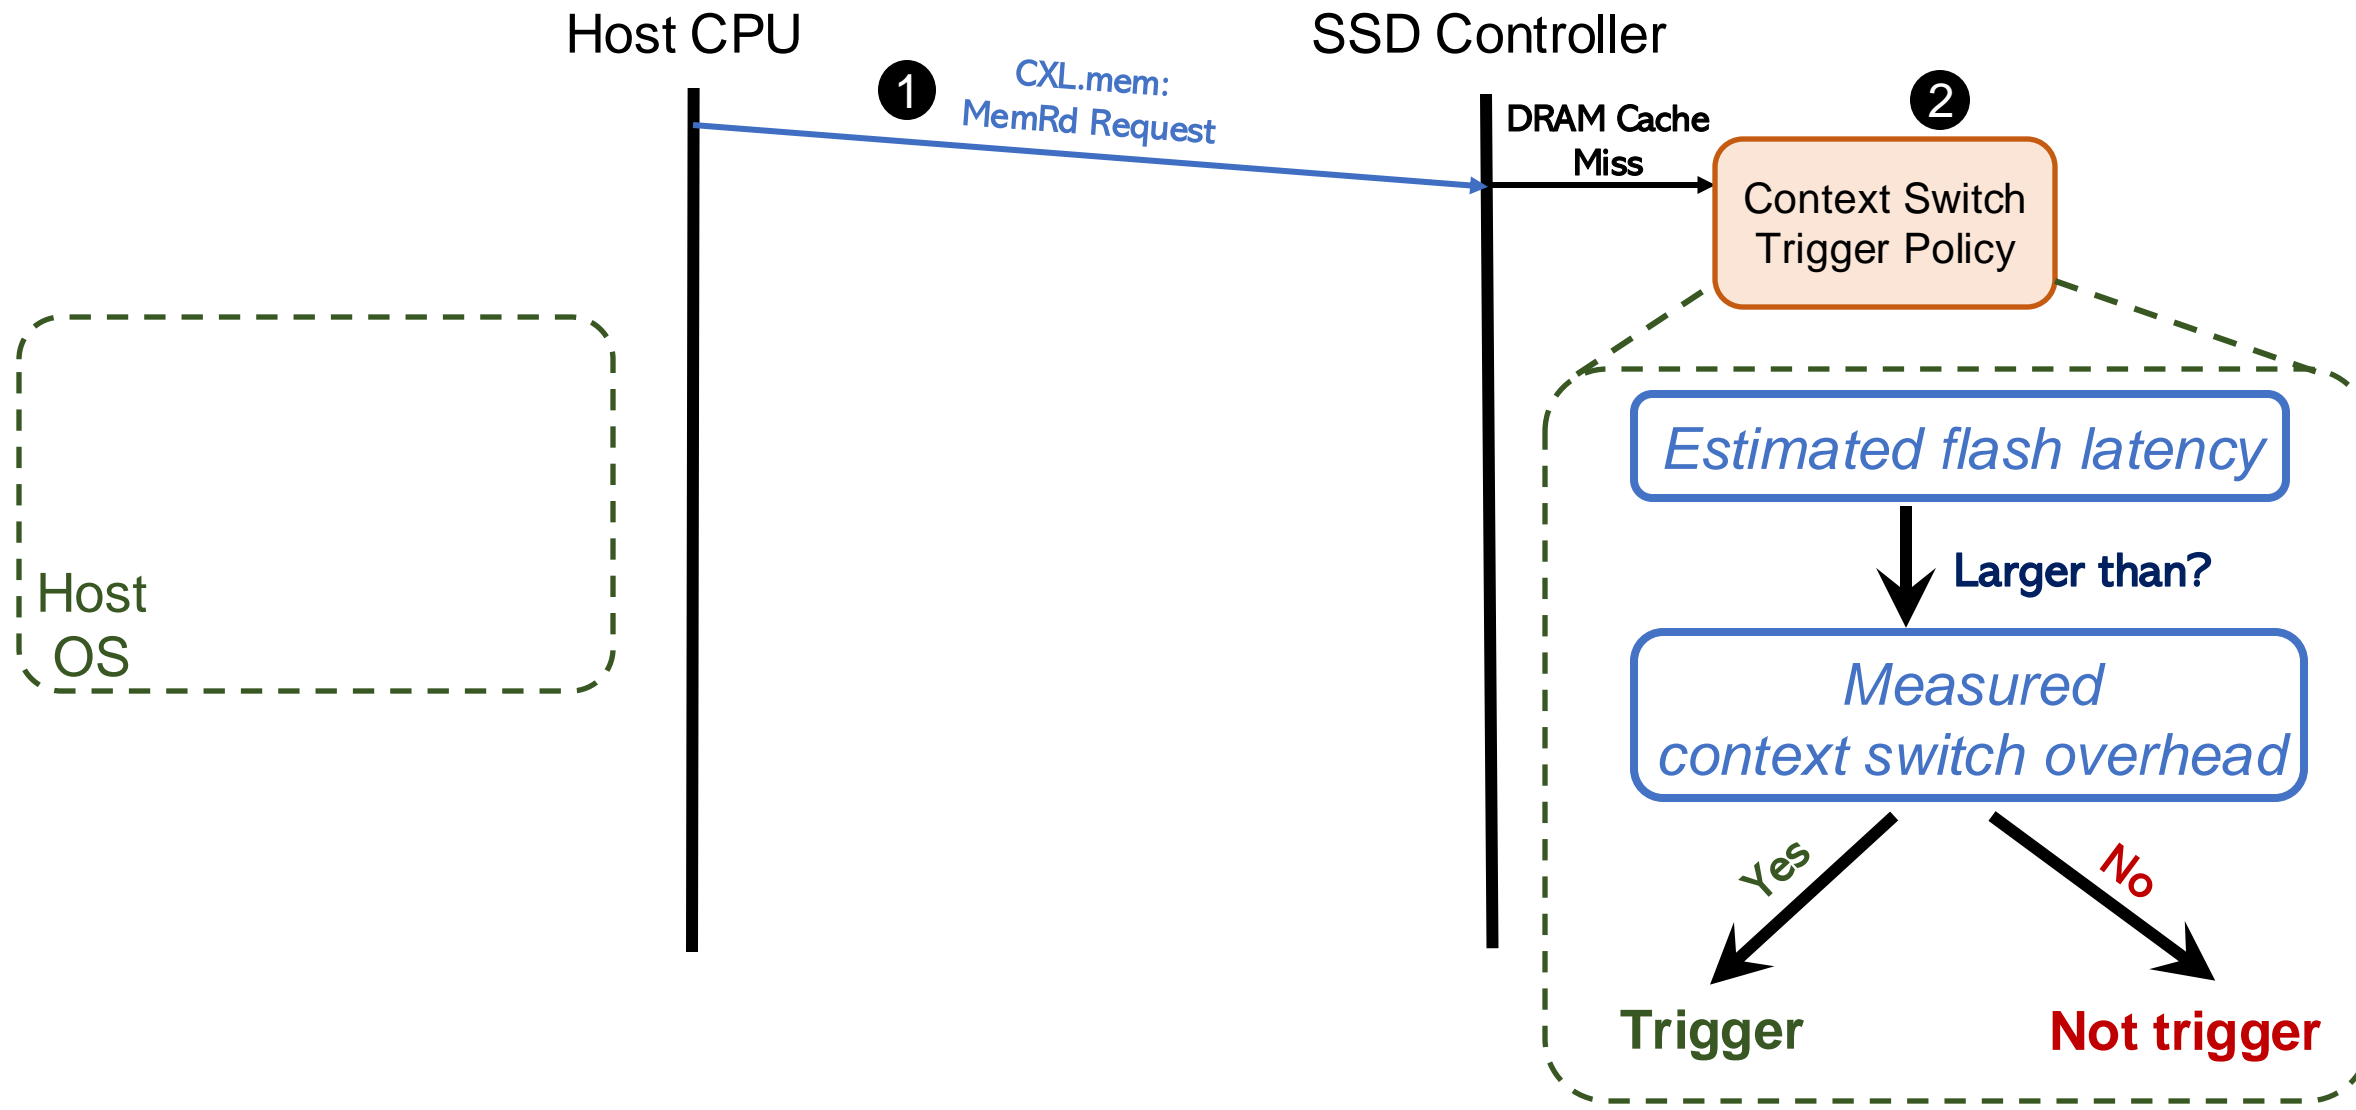 Host CPU
SSD Controller
1
CXL.mem:
MemRd Request
DRAM Cache
Miss
2
Context Switch
Trigger Policy
Host
OS
Estimated flash latency
Larger than?
Measured
context switch overhead
Yes
No
Trigger
Not trigger